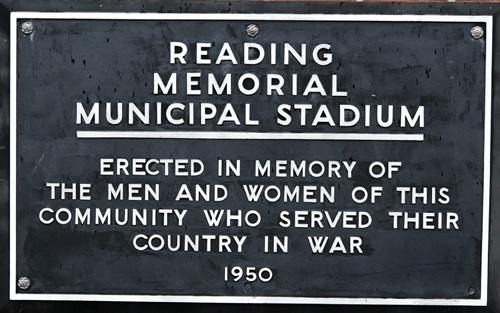 READING
MEMORIAL
MUNICIPAL STADIUM
ERECTED IN MEMORY OF
THE MEN AND WOMEN OF THIS
COMMUNITY WHO SERVED THEIR
COUNTRY IN WAR
1950